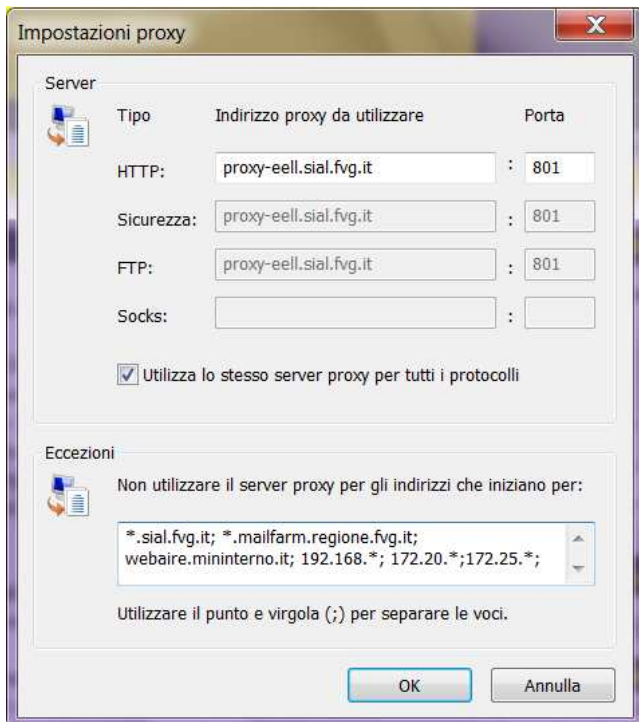 Impostazioni proxy
Server
Tipo Indirizzo proxy da utilizzare Porta
HTTP: proxy-eell.sial.fvg.it : 801
Sicurezza: proxy-eell.sial.fvg.it : 801
FTP: proxy-eell.sial.fvg.it : 801
Socks: :
Utilizza lo stesso server proxy per tutti i protocolli
Eccezioni
Non utilizzare il server proxy per gli indirizzi che iniziano per:
*.sial.fvg.it; *.mailfarm.regione.fvg.it;
webaire.mininterno.it; 192.168.*; 172.20.*;172.25.*;
Utilizzare il punto e virgola (;) per separare le voci.
OK Annulla